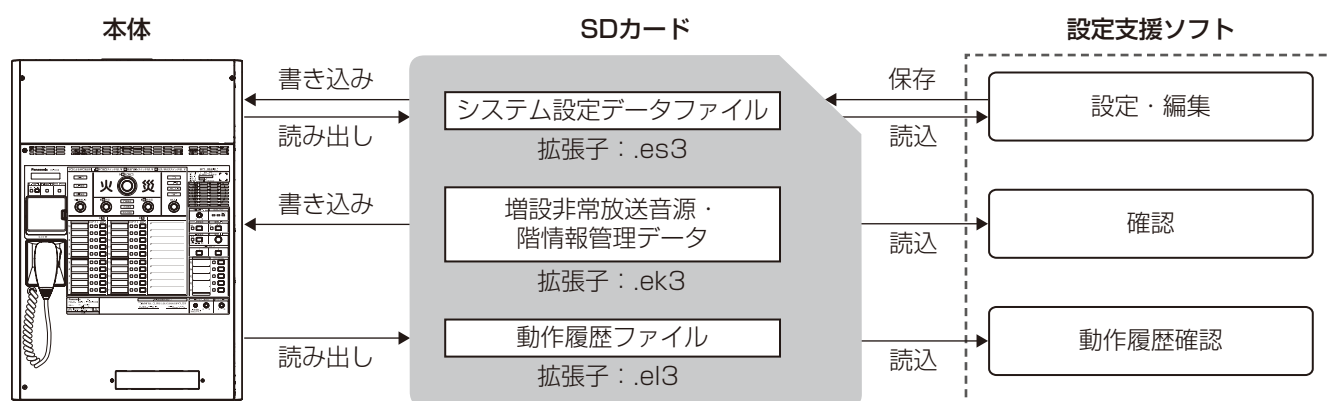 本体
SDカード
設定支援ソフト
書き込み
読み出し
システム設定データファイル
拡張子：.es3
保存
読込
設定・編集
書き込み
増設非常放送音源・
階情報管理データ
拡張子：.ek3
読込
確認
読み出し
動作履歴ファイル
拡張子：.el3
読込
動作履歴確認
Panasonic
火 災